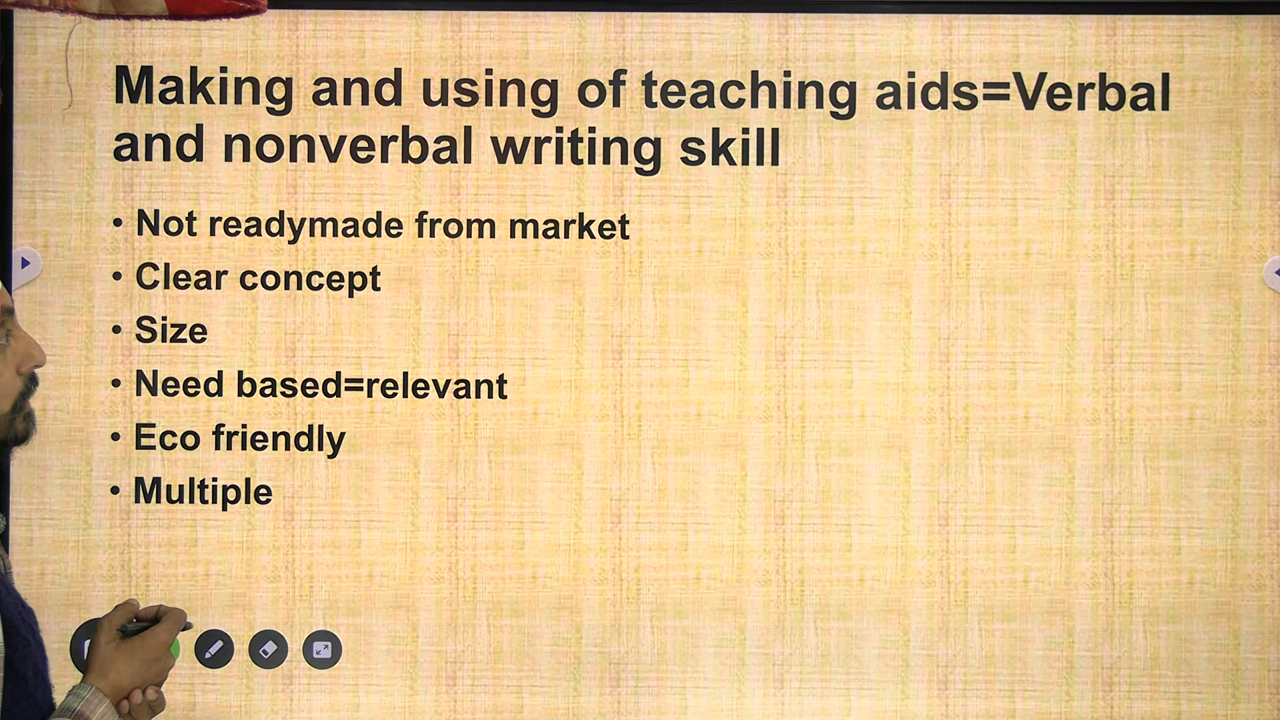 Making and using of teaching aids=Verbal
and nonverbal writing skill
• Not readymade from market
• Clear concept
• Size
• Need based=relevant
• Eco friendly
• Multiple